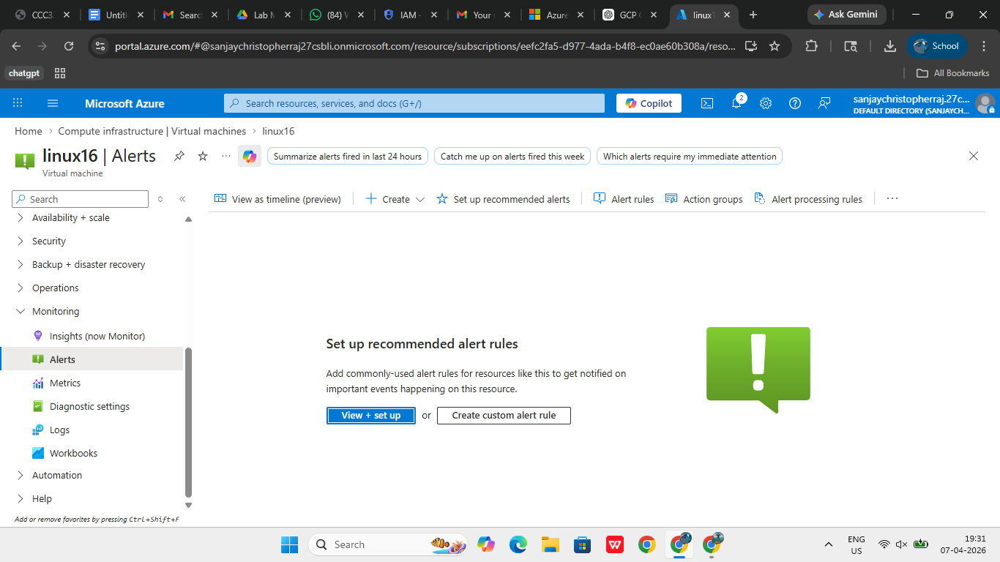 CCC3.
Untitl
Search
Lab M
(84) W
IAM -
Your s
Azure
GCP C
linux1
Ask Gemini
portal.azure.com/#@sanjaychristopherraj27csbli.onmicrosoft.com/resource/subscriptions/eefc2fa5-d977-4ada-b4f8-ec0ae60b308a/reso...
School
chatgpt
All Bookmarks
Microsoft Azure
Search resources, services, and docs (G+/)
Copilot
2
sanjaychristopherraj.27c...
DEFAULT DIRECTORY (SANJAYCH...
Home > Compute infrastructure | Virtual machines > linux16
linux16 | Alerts
Virtual machine
Summarize alerts fired in last 24 hours
Catch me up on alerts fired this week
Which alerts require my immediate attention
Search
View as timeline (preview)
Create
Set up recommended alerts
Alert rules
Action groups
Alert processing rules
Availability + scale
Security
Backup + disaster recovery
Operations
Monitoring
Insights (now Monitor)
Alerts
Metrics
Diagnostic settings
Logs
Workbooks
Automation
Help
Add or remove favorites by pressing Ctrl+Shift+F
Set up recommended alert rules
Add commonly-used alert rules for resources like this to get notified on
important events happening on this resource.
View + set up or Create custom alert rule
Search
ENG
US
19:31
07-04-2026